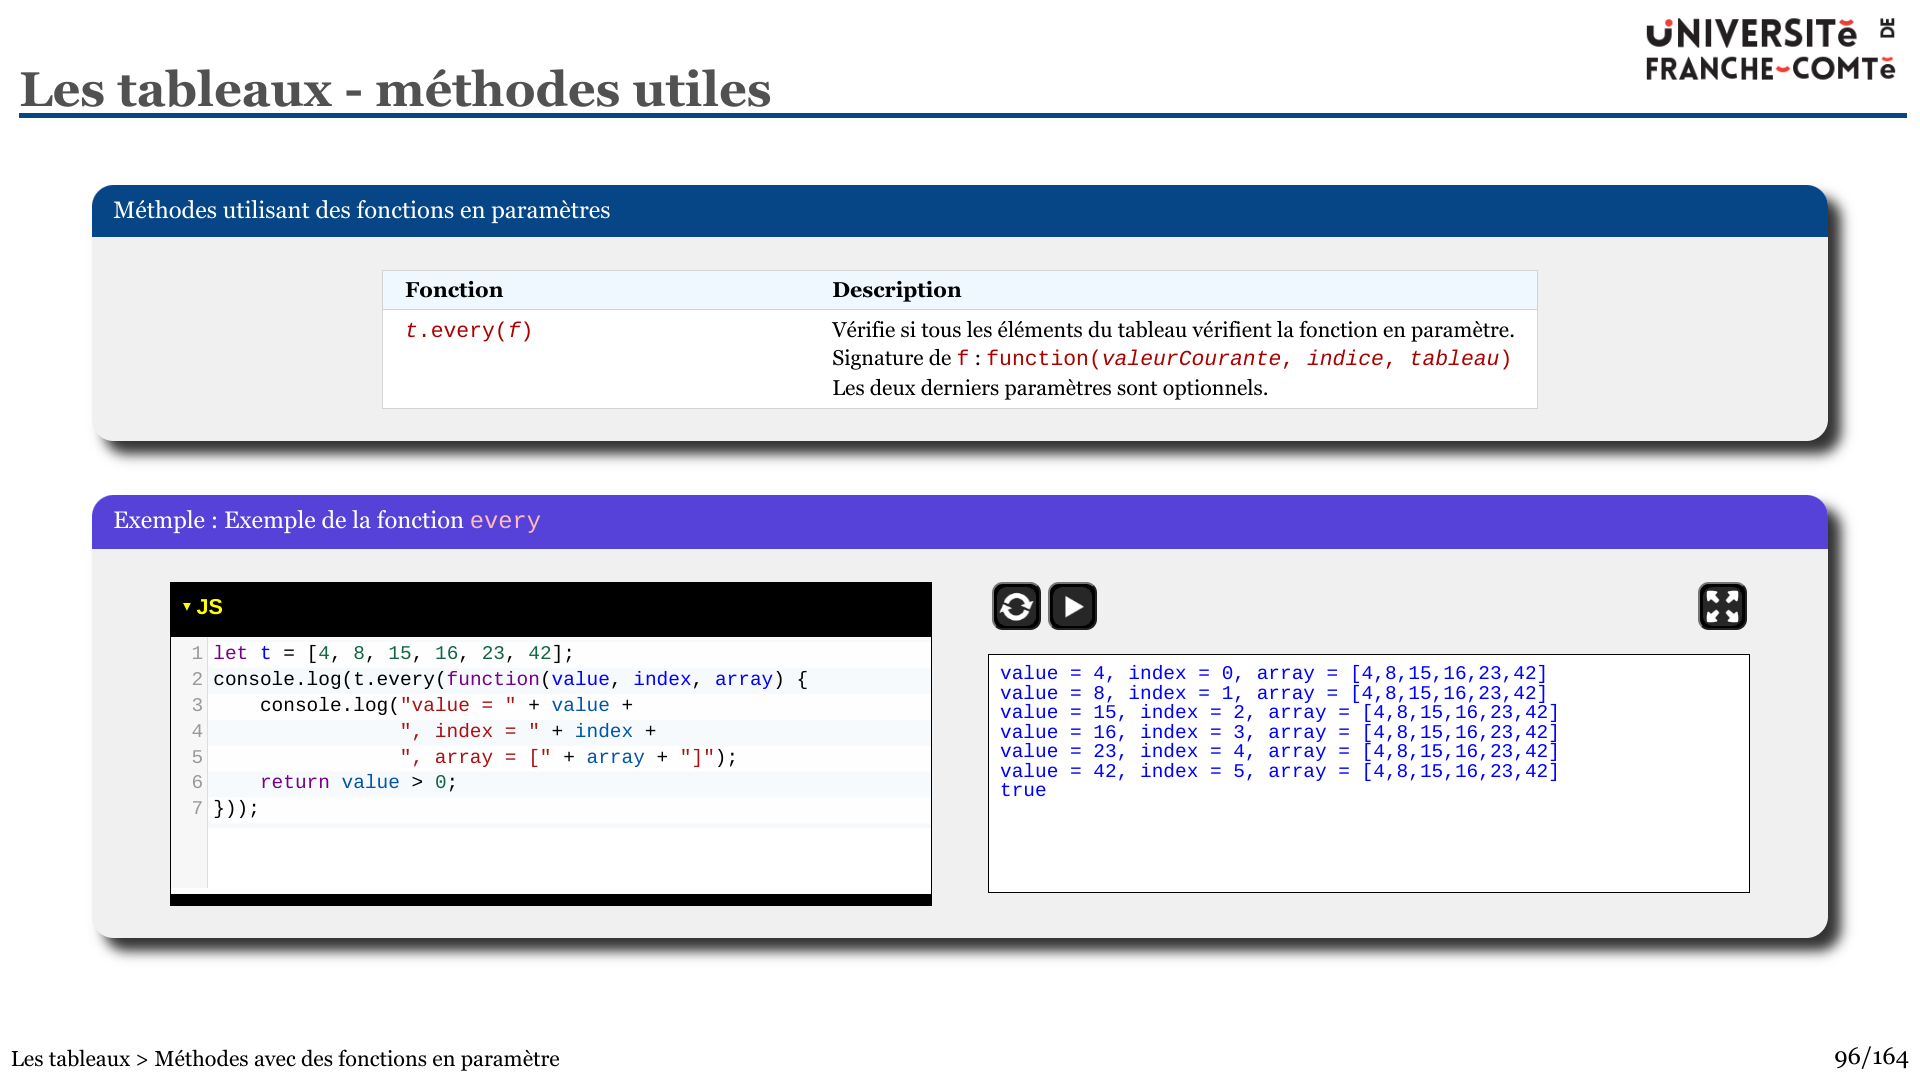 UNIVERSITé DE
FRANCHE-COMTé
Les tableaux - méthodes utiles
Méthodes utilisant des fonctions en paramètres
Fonction Description
t.every(f) Vérifie si tous les éléments du tableau vérifient la fonction en paramètre.
Signature de f : function(valeurCourante, indice, tableau)
Les deux derniers paramètres sont optionnels.
Exemple : Exemple de la fonction every
▾ JS
1 let t = [4, 8, 15, 16, 23, 42];
2 console.log(t.every(function(value, index, array) {
3     console.log("value = " + value +
4                 ", index = " + index +
5                 ", array = [" + array + "]");
6     return value > 0;
7 }));
value = 4, index = 0, array = [4,8,15,16,23,42]
value = 8, index = 1, array = [4,8,15,16,23,42]
value = 15, index = 2, array = [4,8,15,16,23,42]
value = 16, index = 3, array = [4,8,15,16,23,42]
value = 23, index = 4, array = [4,8,15,16,23,42]
value = 42, index = 5, array = [4,8,15,16,23,42]
true
Les tableaux > Méthodes avec des fonctions en paramètre
96/164